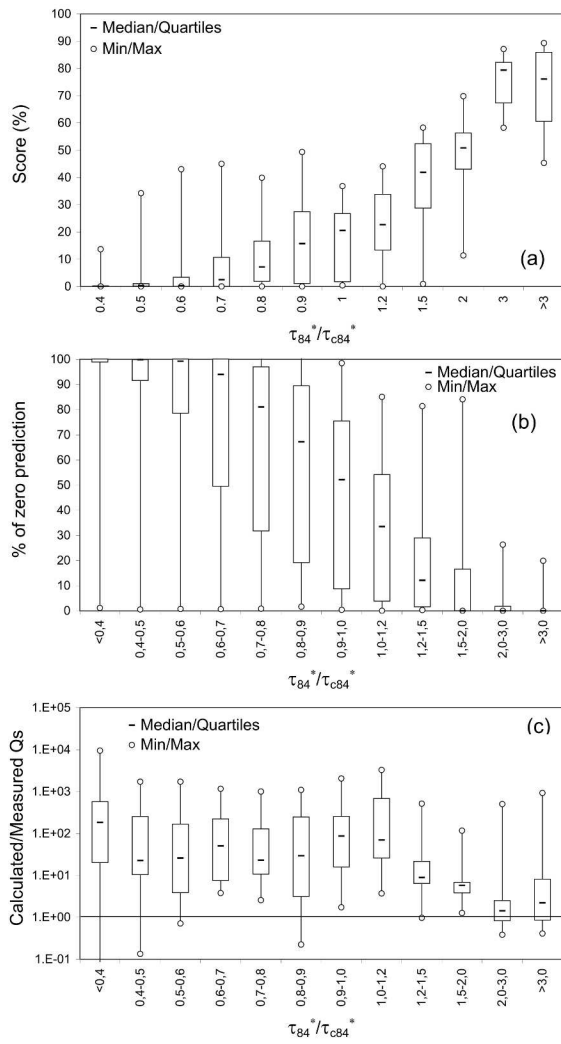 100
90
80
70
60
50
40
30
20
10
0
Score (%)
Median/Quartiles
Min/Max
(a)
0.4 0.5 0.6 0.7 0.8 0.9 1 1.2 1.5 2 3 >3
τ84*/τc84*
100
90
80
70
60
50
40
30
20
10
0
% of zero prediction
Median/Quartiles
Min/Max
(b)
<0,4 0,4-0,5 0,5-0,6 0,6-0,7 0,7-0,8 0,8-0,9 0,9-1,0 1,0-1,2 1,2-1,5 1,5-2,0 2,0-3,0 >3,0
τ84*/τc84*
1.E+05
1.E+04
1.E+03
1.E+02
1.E+01
1.E+00
1.E-01
Calculated/Measured Qs
Median/Quartiles
Min/Max
(c)
<0,4 0,4-0,5 0,5-0,6 0,6-0,7 0,7-0,8 0,8-0,9 0,9-1,0 1,0-1,2 1,2-1,5 1,5-2,0 2,0-3,0 >3,0
τ84*/τc84*